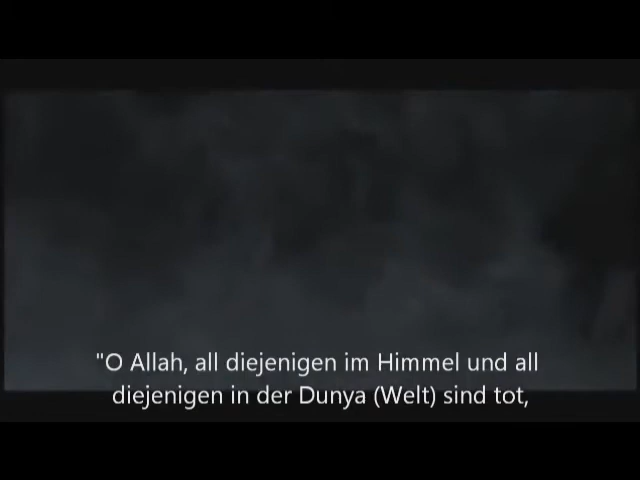 "O Allah, all diejenigen im Himmel und all
diejenigen in der Dunya (Welt) sind tot,